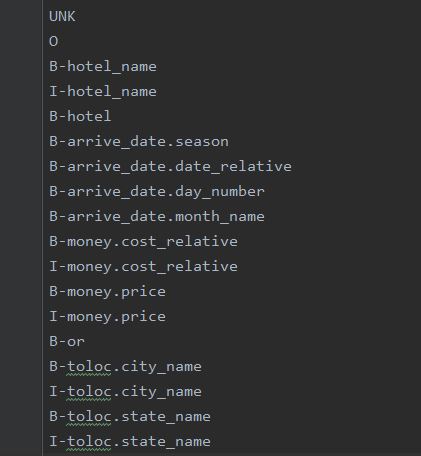 UNK
O
B-hotel_name
I-hotel_name
B-hotel
B-arrive_date.season
B-arrive_date.date_relative
B-arrive_date.day_number
B-arrive_date.month_name
B-money.cost_relative
I-money.cost_relative
B-money.price
I-money.price
B-or
B-toloc.city_name
I-toloc.city_name
B-toloc.state_name
I-toloc.state_name